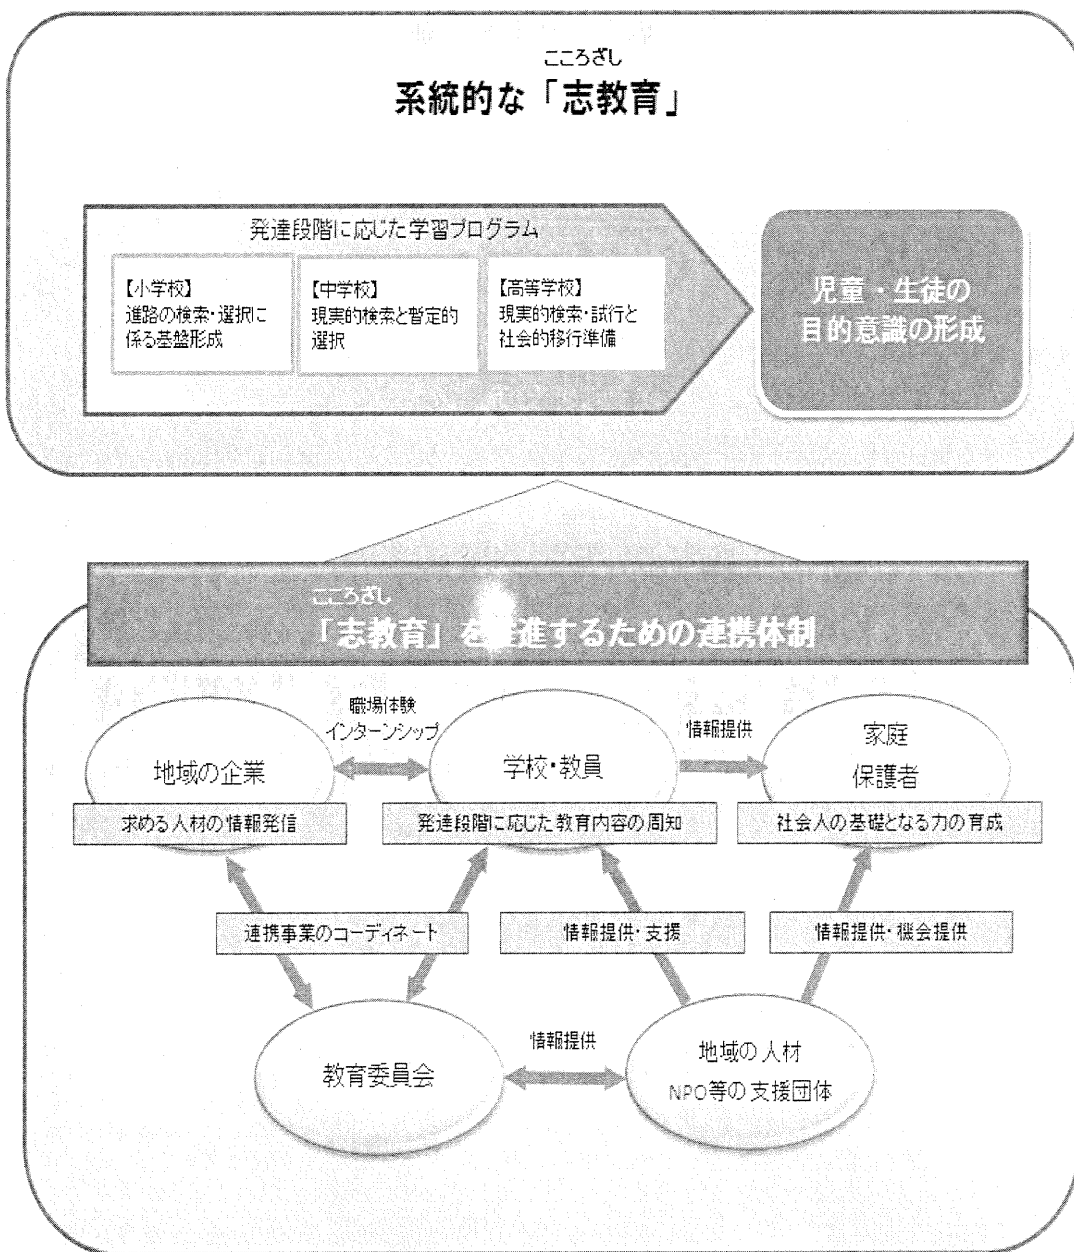 こころざし
系統的な「志教育」
発達段階に応じた学習プログラム
【小学校】
進路の検索・選択に
係る基盤形成
【中学校】
現実的検索と暫定的
選択
【高等学校】
現実的検索・試行と
社会的移行準備
児童・生徒の
目的意識の形成
こころざし
「志教育」を 進するための連携体制
職場体験
インターンシップ
情報提供
地域の企業
学校・教員
家庭
保護者
求める人材の情報発信
発達段階に応じた教育内容の周知
社会人の基礎となる力の育成
連携事業のコーディネート
情報提供・支援
情報提供・機会提供
教育委員会
情報提供
地域の人材
NPO等の支援団体